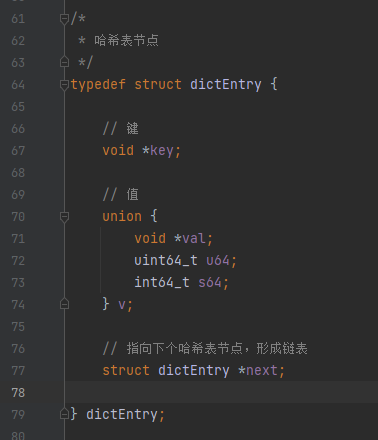 61 /*
62  * 哈希表节点
63  */
64 typedef struct dictEntry {
65
66     // 键
67     void *key;
68
69     // 值
70     union {
71         void *val;
72         uint64_t u64;
73         int64_t s64;
74     } v;
75
76     // 指向下个哈希表节点，形成链表
77     struct dictEntry *next;
78
79 } dictEntry;
80